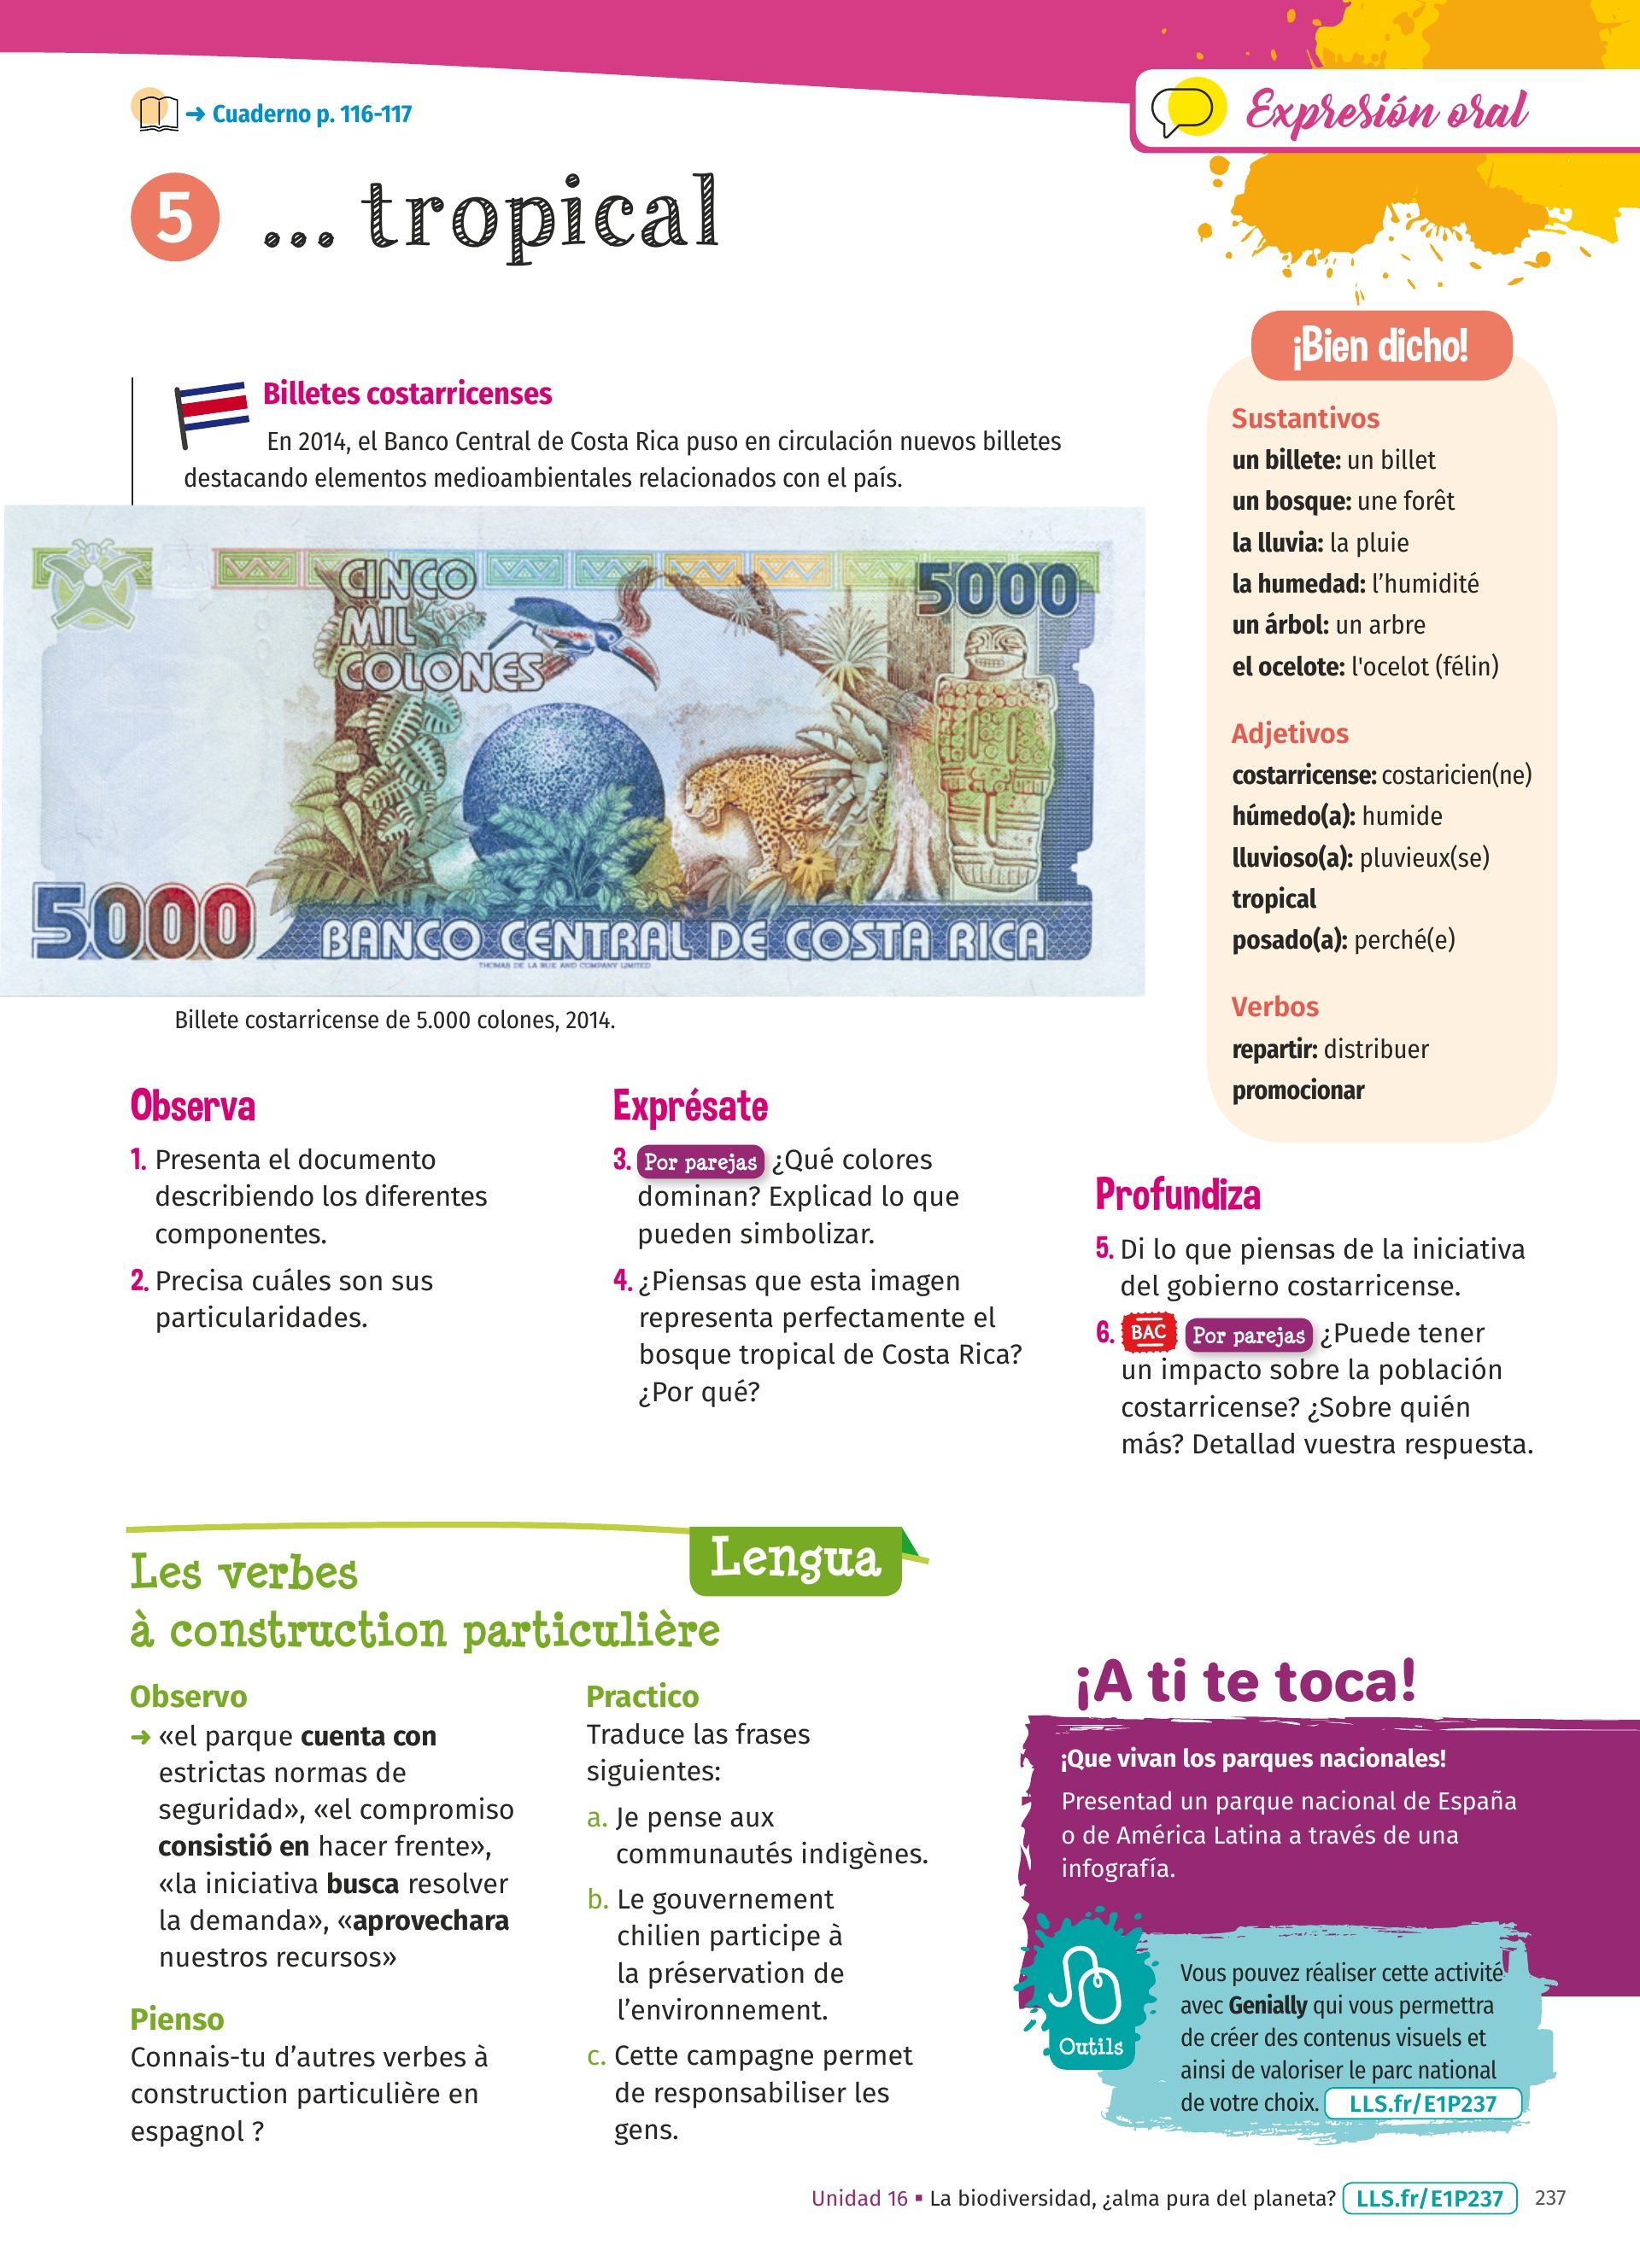 → Cuaderno p. 116-117
Expresión oral
5 ... tropical
Billetes costarricenses
En 2014, el Banco Central de Costa Rica puso en circulación nuevos billetes
destacando elementos medioambientales relacionados con el país.
CINCO
MIL
COLONES
5000
5000
BANCO CENTRAL DE COSTA RICA
THOMAS DE LA RUE AND COMPANY LIMITED
Billete costarricense de 5.000 colones, 2014.
¡Bien dicho!
Sustantivos
un billete: un billet
un bosque: une forêt
la lluvia: la pluie
la humedad: l'humidité
un árbol: un arbre
el ocelote: l'ocelot (félin)
Adjetivos
costarricense: costaricien(ne)
húmedo(a): humide
lluvioso(a): pluvieux(se)
tropical
posado(a): perché(e)
Verbos
repartir: distribuer
promocionar
Observa
1. Presenta el documento
describiendo los diferentes
componentes.
2. Precisa cuáles son sus
particularidades.
Exprésate
3. Por parejas ¿Qué colores
dominan? Explicad lo que
pueden simbolizar.
4. ¿Piensas que esta imagen
representa perfectamente el
bosque tropical de Costa Rica?
¿Por qué?
Profundiza
5. Di lo que piensas de la iniciativa
del gobierno costarricense.
6. BAC Por parejas ¿Puede tener
un impacto sobre la población
costarricense? ¿Sobre quién
más? Detallad vuestra respuesta.
Lengua
Les verbes
à construction particulière
Observo
→ «el parque cuenta con
estrictas normas de
seguridad», «el compromiso
consistió en hacer frente»,
«la iniciativa busca resolver
la demanda», «aprovechara
nuestros recursos»
Pienso
Connais-tu d'autres verbes à
construction particulière en
espagnol ?
Practico
Traduce las frases
siguientes:
a. Je pense aux
communautés indigènes.
b. Le gouvernement
chilien participe à
la préservation de
l'environnement.
c. Cette campagne permet
de responsabiliser les
gens.
¡A ti te toca!
¡Que vivan los parques nacionales!
Presentad un parque nacional de España
o de América Latina a través de una
infografía.
Outils
Vous pouvez réaliser cette activité
avec Genially qui vous permettra
de créer des contenus visuels et
ainsi de valoriser le parc national
de votre choix. LLS.fr/E1P237
Unidad 16 ▪ La biodiversidad, ¿alma pura del planeta? LLS.fr/E1P237 237